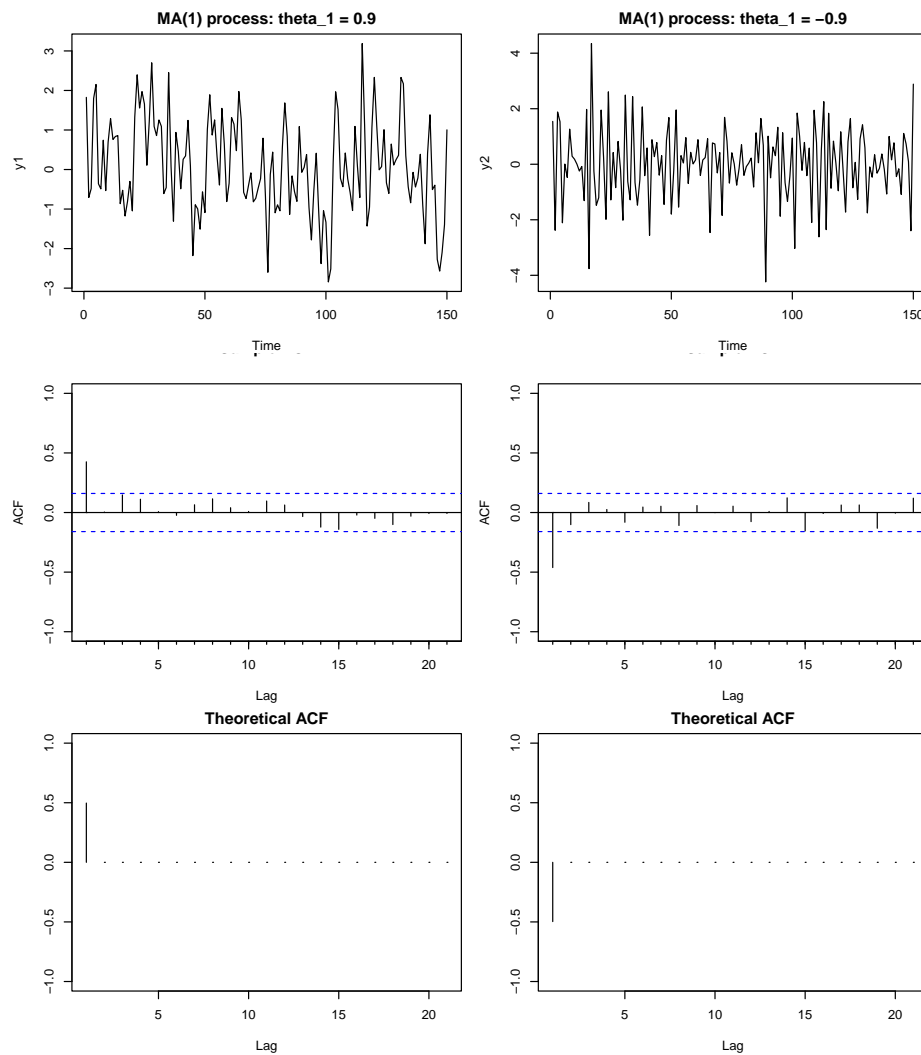 MA(1) process: theta_1 = 0.9
y1
3
2
1
0
−1
−2
−3
0 50 100 150
Time
MA(1) process: theta_1 = −0.9
y2
4
2
0
−2
−4
0 50 100 150
Time
ACF
1.0
0.5
0.0
−0.5
−1.0
5 10 15 20
Lag
ACF
1.0
0.5
0.0
−0.5
−1.0
5 10 15 20
Lag
Theoretical ACF
1.0
0.5
0.0
−0.5
−1.0
5 10 15 20
Lag
Theoretical ACF
1.0
0.5
0.0
−0.5
−1.0
5 10 15 20
Lag